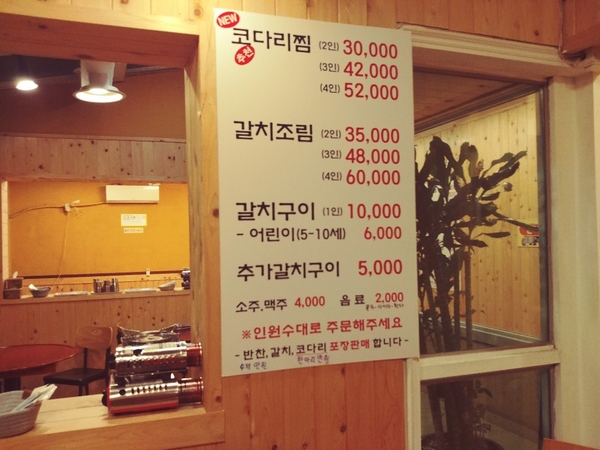 NEW
코다리찜 (2인) 30,000
추천
(3인) 42,000
(4인) 52,000
갈치조림 (2인) 35,000
(3인) 48,000
(4인) 60,000
갈치구이 (1인) 10,000
- 어린이(5-10세) 6,000
추가갈치구이 5,000
소주,맥주 4,000 음료 2,000
※인원수대로 주문해주세요
- 반찬,갈치,코다리 포장판매 합니다 -